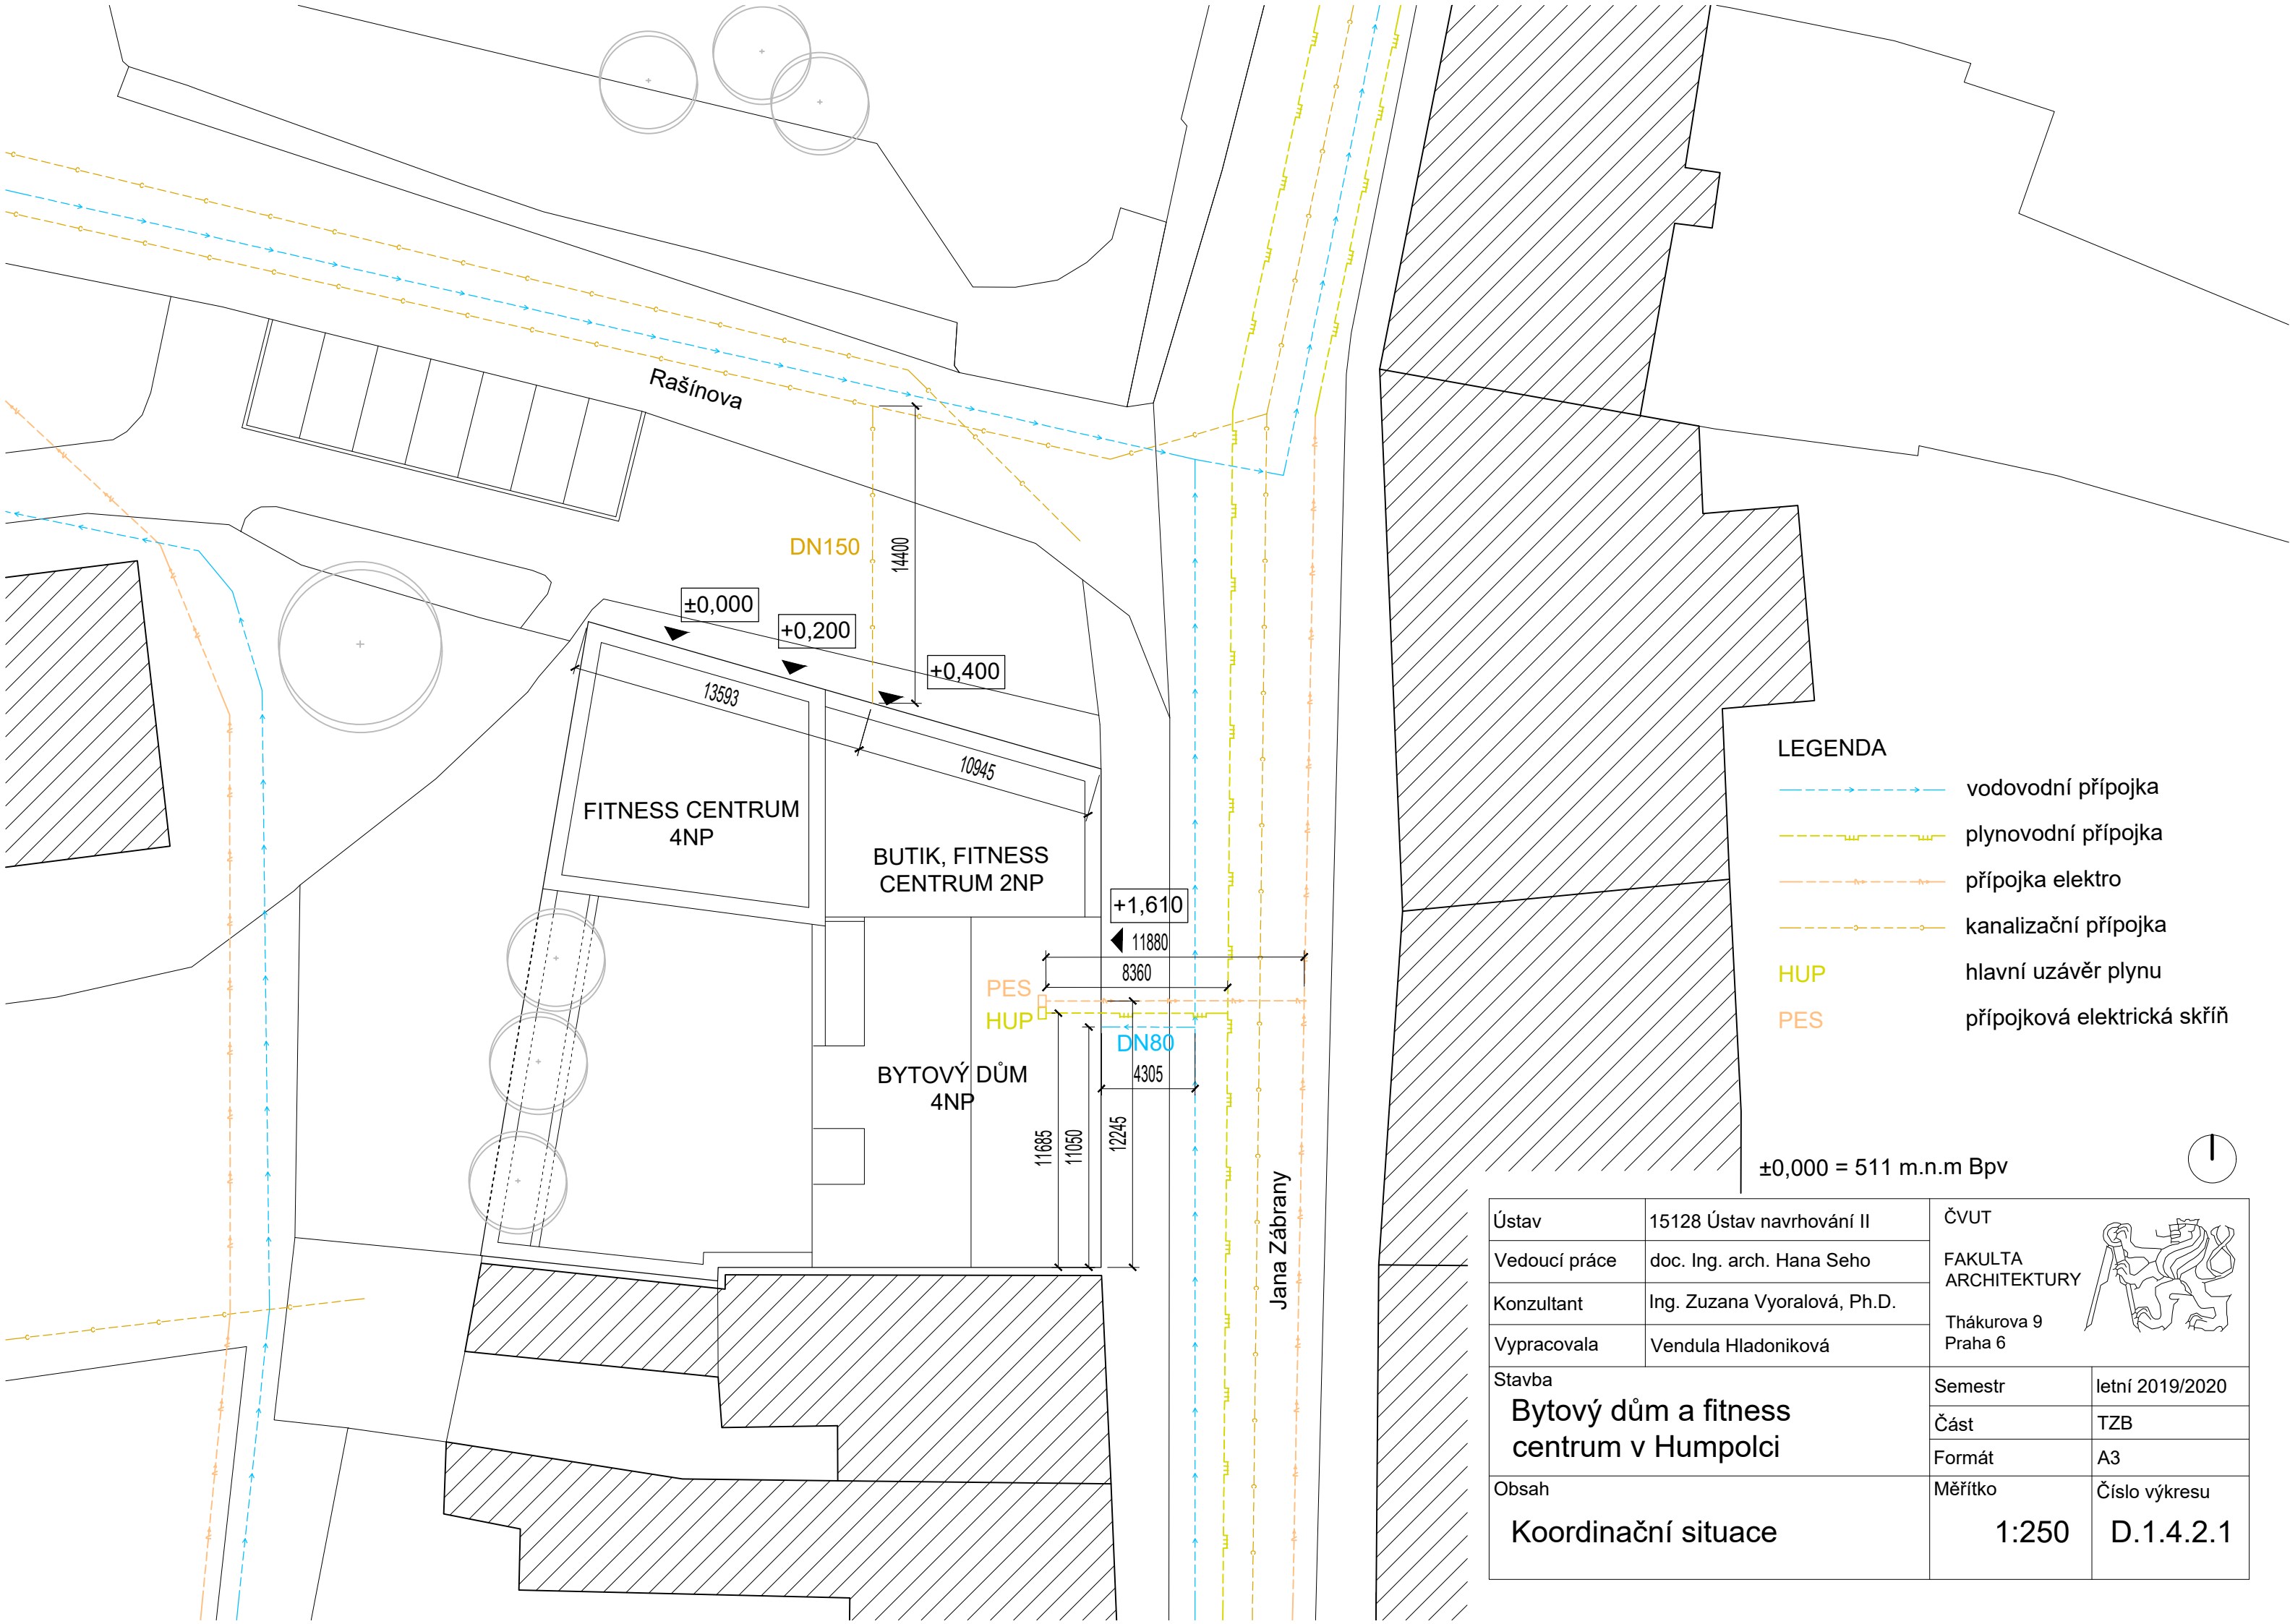 Rašínova
DN150
14400
±0,000
+0,200
+0,400
13593
10945
FITNESS CENTRUM
4NP
BUTIK, FITNESS
CENTRUM 2NP
+1,610
11880
8360
PES
HUP
DN80
4305
BYTOVÝ DŮM
4NP
11685
11050
12245
Jana Zábrany
LEGENDA
vodovodní přípojka
plynovodní přípojka
přípojka elektro
kanalizační přípojka
HUP hlavní uzávěr plynu
PES přípojková elektrická skříň
±0,000 = 511 m.n.m Bpv
Ústav 15128 Ústav navrhování II
Vedoucí práce doc. Ing. arch. Hana Seho
Konzultant Ing. Zuzana Vyoralová, Ph.D.
Vypracovala Vendula Hladoniková
ČVUT
FAKULTA
ARCHITEKTURY
Thákurova 9
Praha 6
Stavba
Bytový dům a fitness
centrum v Humpolci
Semestr letní 2019/2020
Část TZB
Formát A3
Obsah
Koordinační situace
Měřítko
1:250
Číslo výkresu
D.1.4.2.1